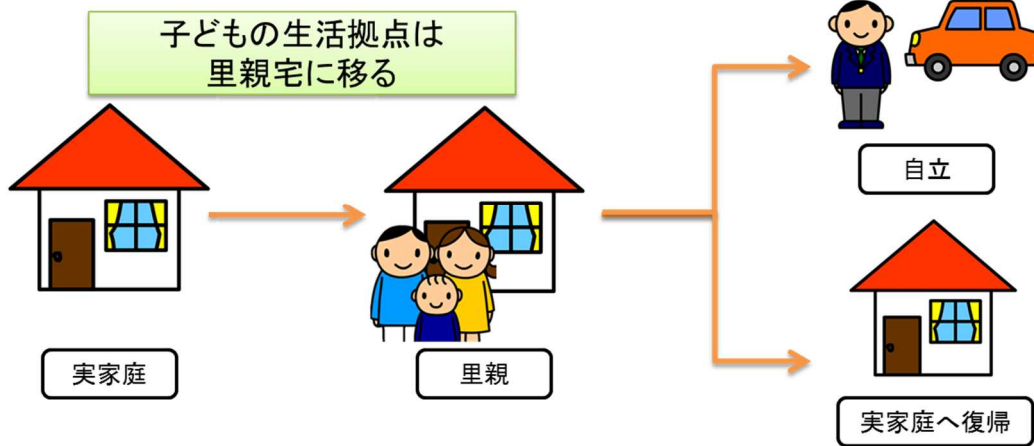 子どもの生活拠点は
里親宅に移る
実家庭
里親
自立
実家庭へ復帰